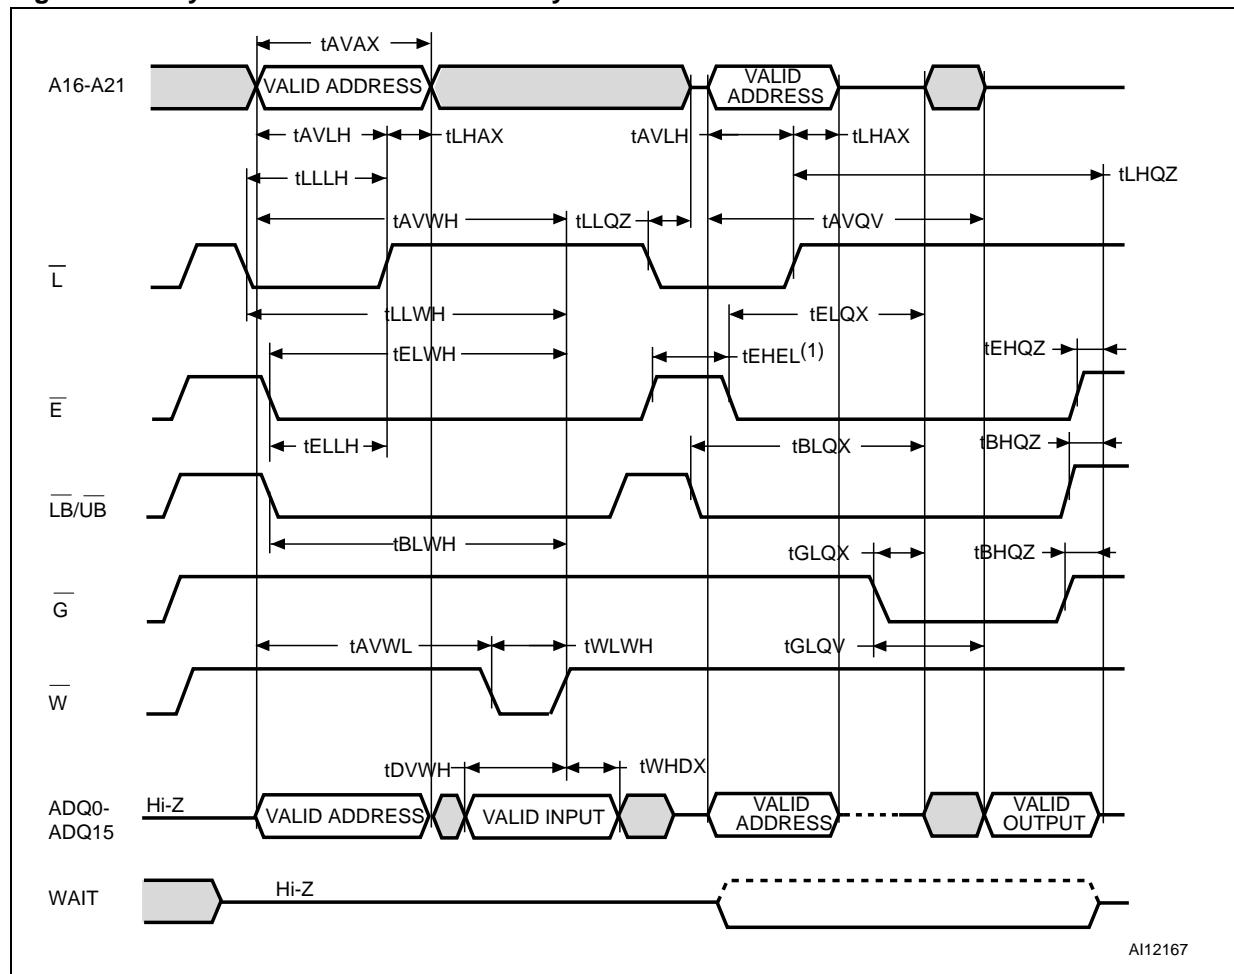 tAVAX
A16-A21
VALID ADDRESS
VALID
ADDRESS
tAVLH
tLHAX
tAVLH
tLHAX
tLLLH
tLHQZ
tAVWH
tLLQZ
tAVQV
L
tLLWH
tELQX
tELWH
tEHEL(1)
tEHQZ
E
tELLH
tBLQX
tBHQZ
LB/UB
tBLWH
tGLQX
tBHQZ
G
tAVWL
tWLWH
tGLQV
W
tDVWH
tWHDX
ADQ0-
ADQ15
Hi-Z
VALID ADDRESS
VALID INPUT
VALID
ADDRESS
VALID
OUTPUT
WAIT
Hi-Z
AI12167